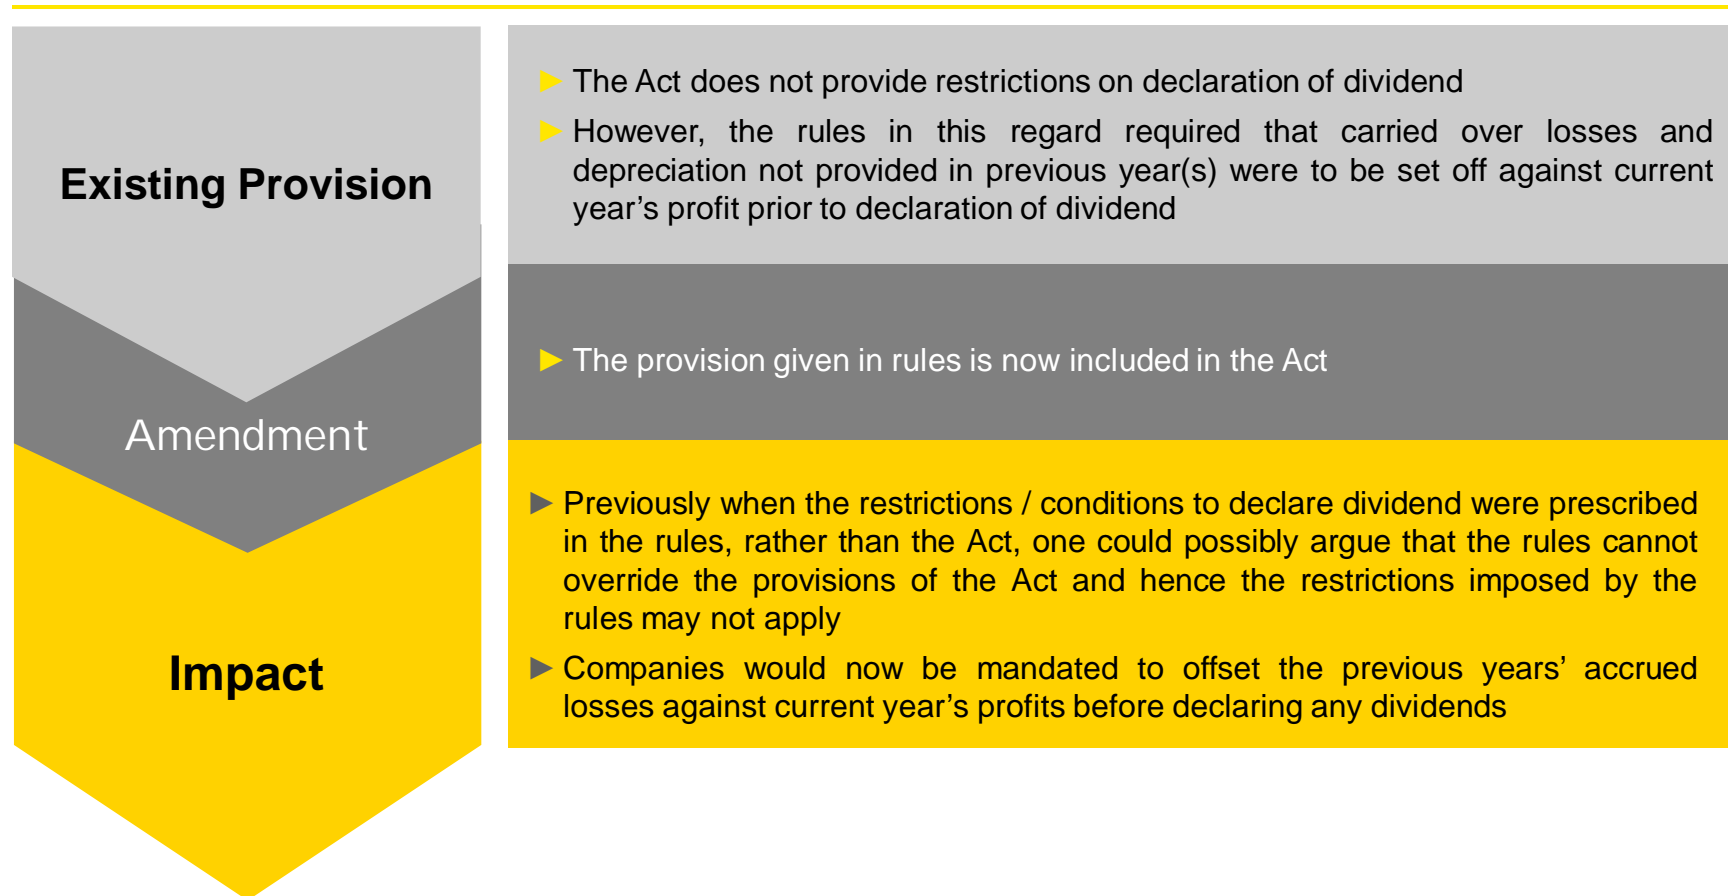 Existing Provision
► The Act does not provide restrictions on declaration of dividend
► However, the rules in this regard required that carried over losses and
depreciation not provided in previous year(s) were to be set off against current
year’s profit prior to declaration of dividend
Amendment
► The provision given in rules is now included in the Act
Impact
► Previously when the restrictions / conditions to declare dividend were prescribed
in the rules, rather than the Act, one could possibly argue that the rules cannot
override the provisions of the Act and hence the restrictions imposed by the
rules may not apply
► Companies would now be mandated to offset the previous years’ accrued
losses against current year’s profits before declaring any dividends